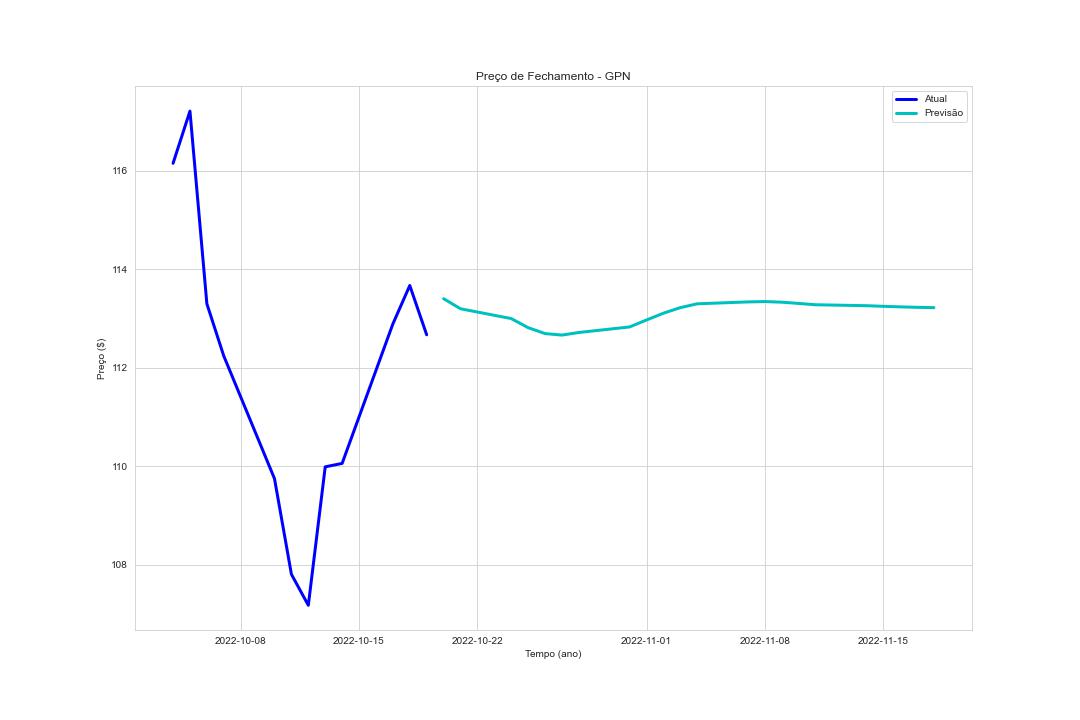 Preço de Fechamento - GPN
Atual
Previsão
116
114
112
110
108
Preço ($)
2022-10-08
2022-10-15
2022-10-22
2022-11-01
2022-11-08
2022-11-15
Tempo (ano)